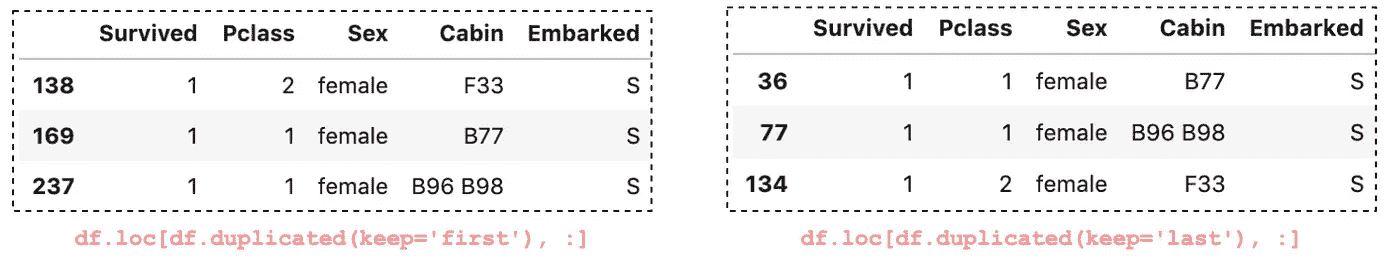 Survived Pclass Sex Cabin Embarked
138 1 2 female F33 S
169 1 1 female B77 S
237 1 1 female B96 B98 S
df.loc[df.duplicated(keep='first'), :]
Survived Pclass Sex Cabin Embarked
36 1 1 female B77 S
77 1 1 female B96 B98 S
134 1 2 female F33 S
df.loc[df.duplicated(keep='last'), :]